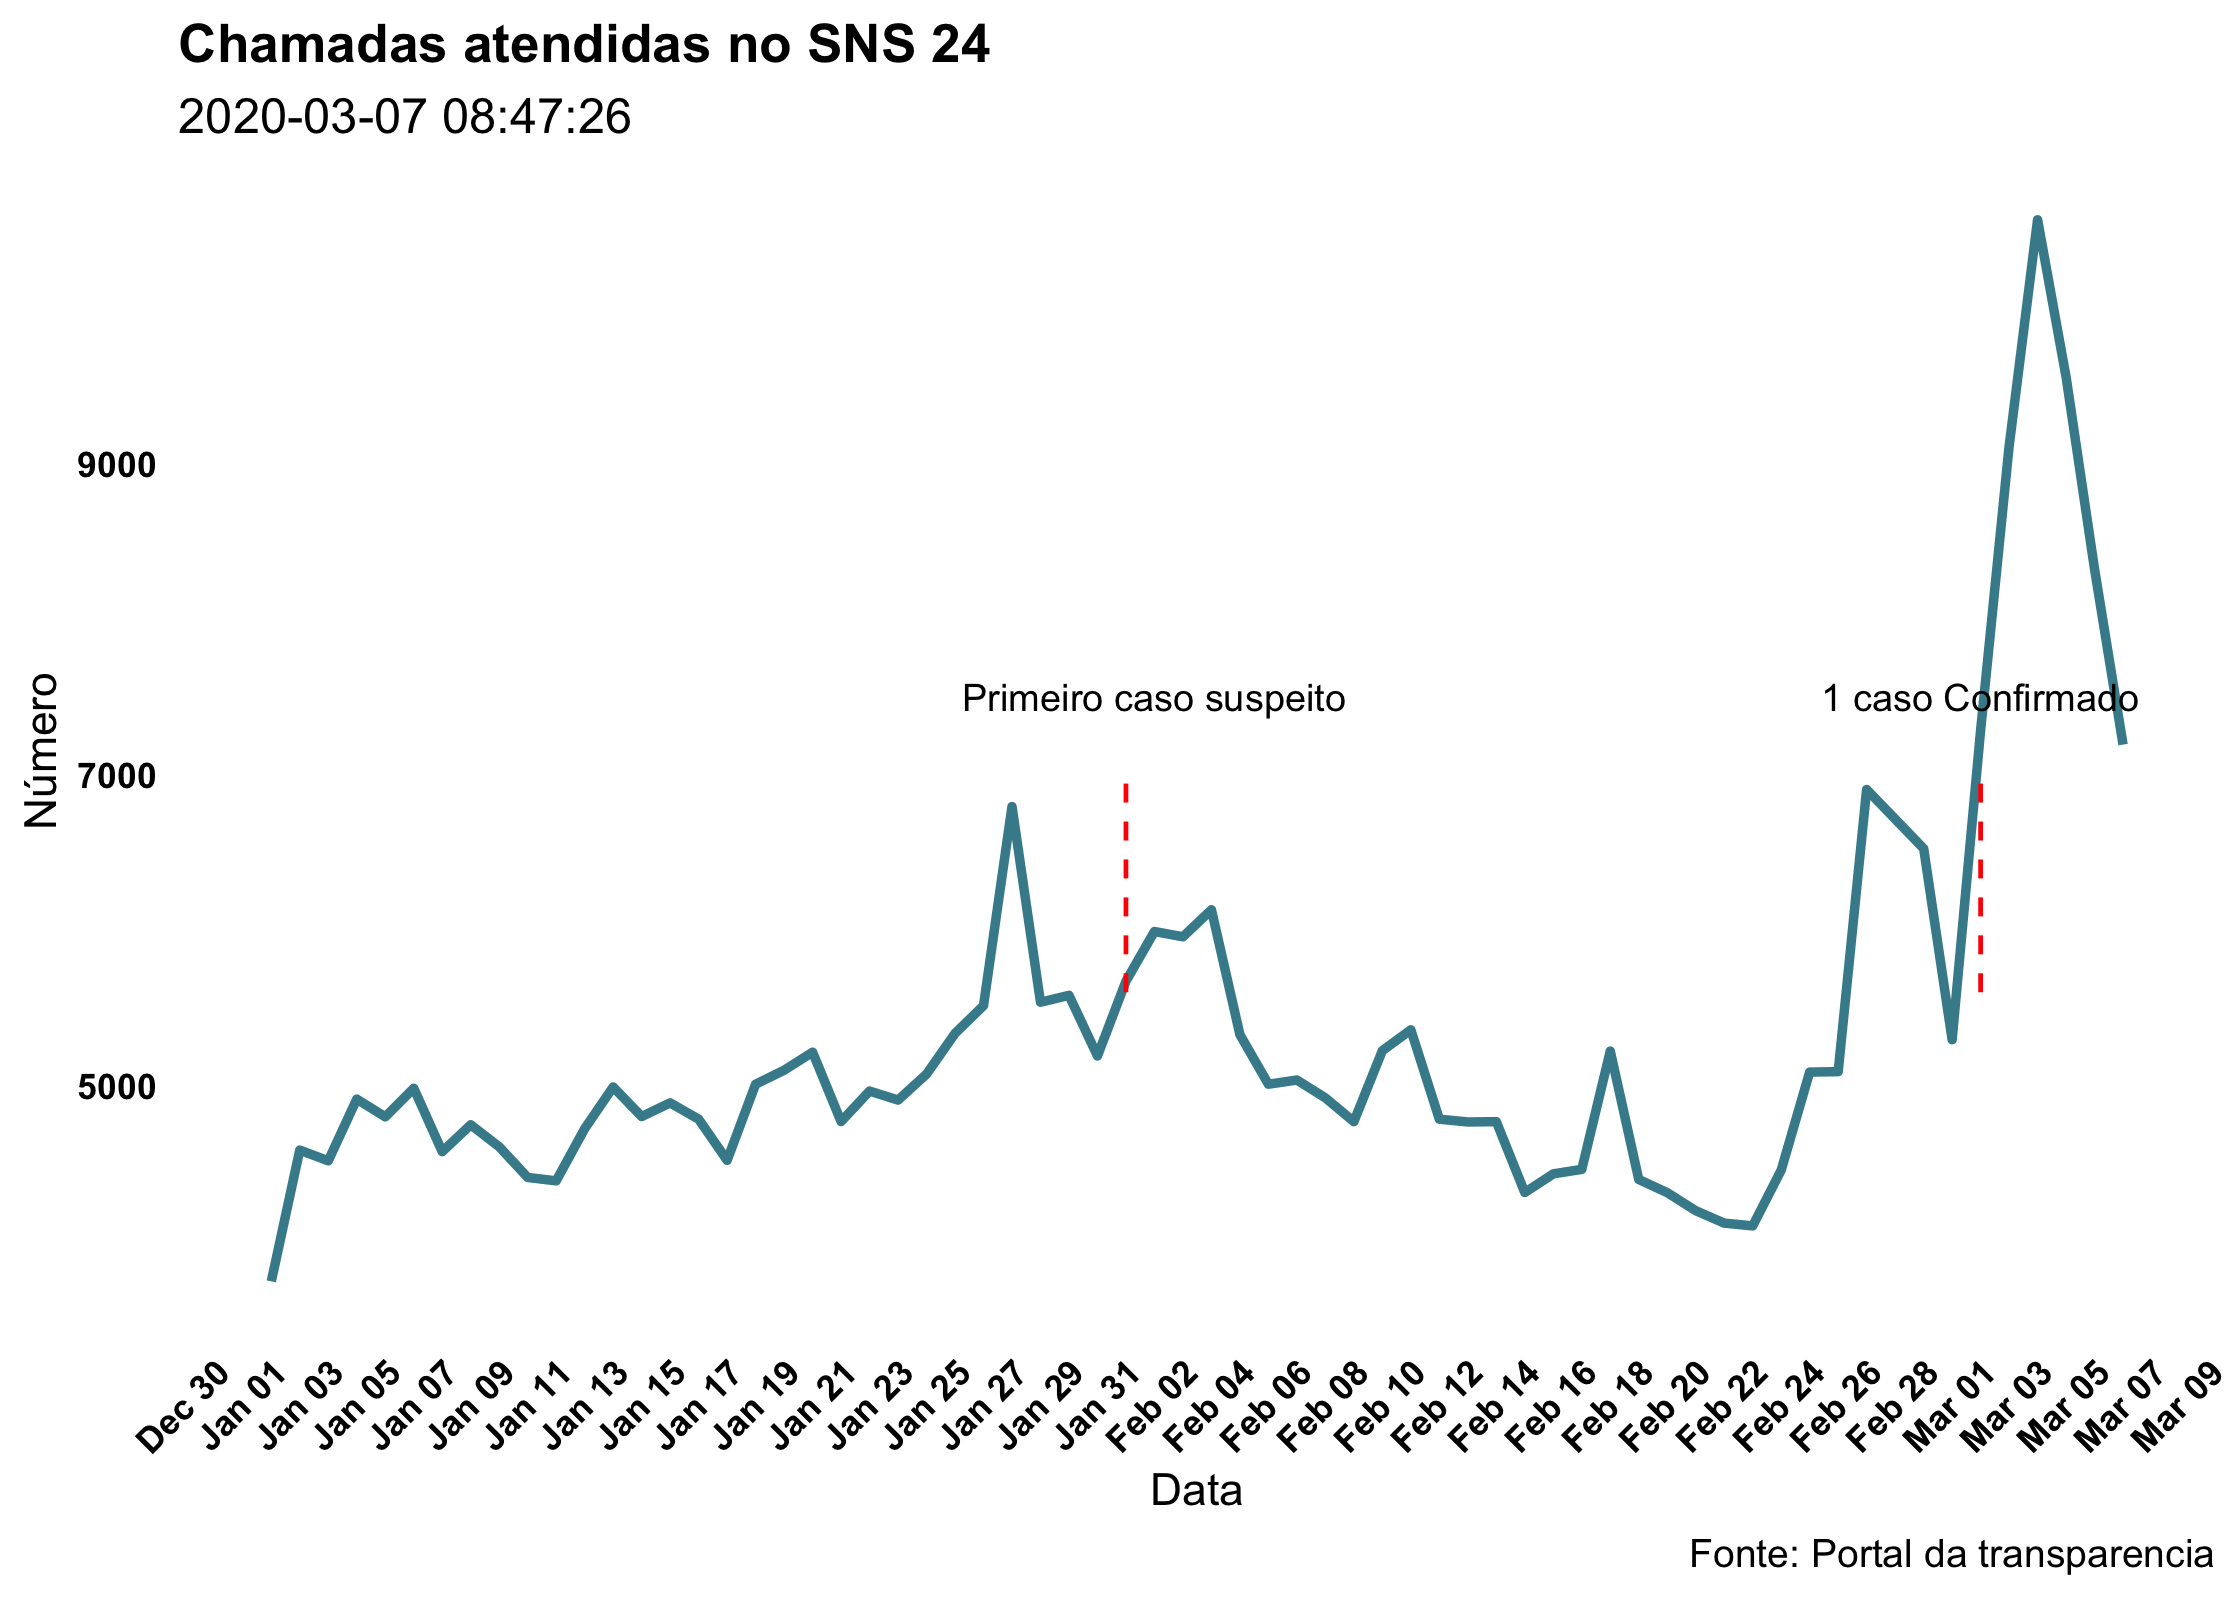 Chamadas atendidas no SNS 24
2020-03-07 08:47:26
Número
9000
7000
5000
Primeiro caso suspeito
1 caso Confirmado
Dec 30
Jan 01
Jan 03
Jan 05
Jan 07
Jan 09
Jan 11
Jan 13
Jan 15
Jan 17
Jan 19
Jan 21
Jan 23
Jan 25
Jan 27
Jan 29
Jan 31
Feb 02
Feb 04
Feb 06
Feb 08
Feb 10
Feb 12
Feb 14
Feb 16
Feb 18
Feb 20
Feb 22
Feb 24
Feb 26
Feb 28
Mar 01
Mar 03
Mar 05
Mar 07
Mar 09
Data
Fonte: Portal da transparencia